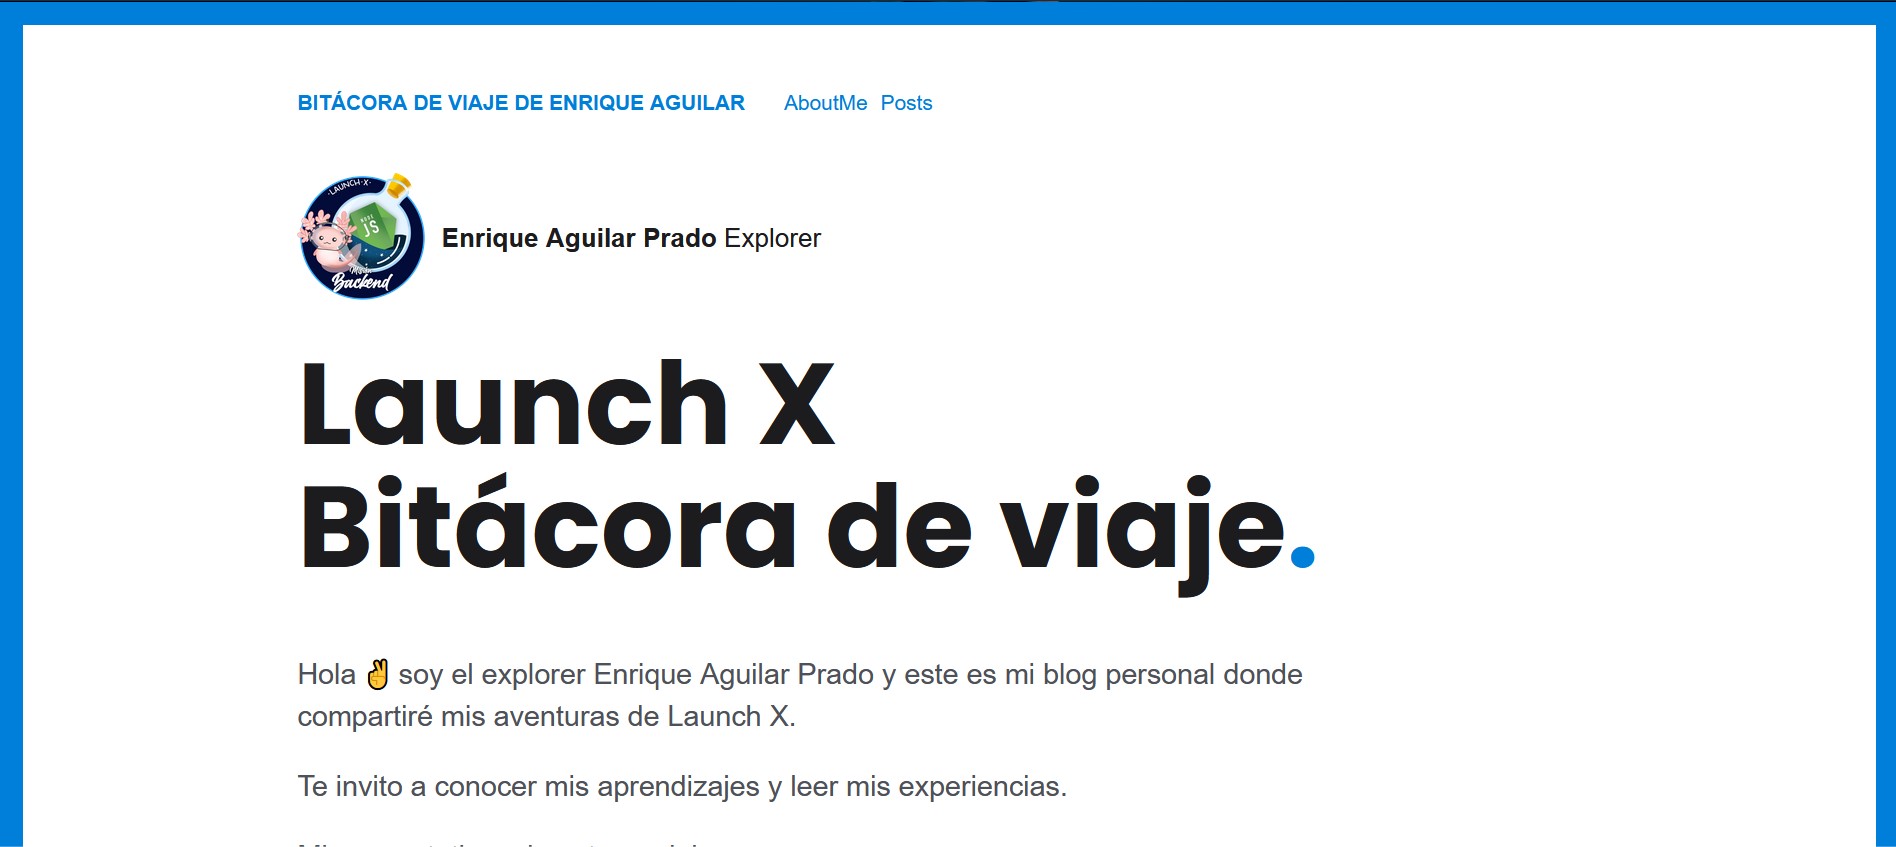 BITÁCORA DE VIAJE DE ENRIQUE AGUILAR AboutMe Posts
·LAUNCH·X·
NODE
JS
Misión
Backend
Enrique Aguilar Prado Explorer
Launch X
Bitácora de viaje.
Hola ✌ soy el explorer Enrique Aguilar Prado y este es mi blog personal donde
compartiré mis aventuras de Launch X.
Te invito a conocer mis aprendizajes y leer mis experiencias.